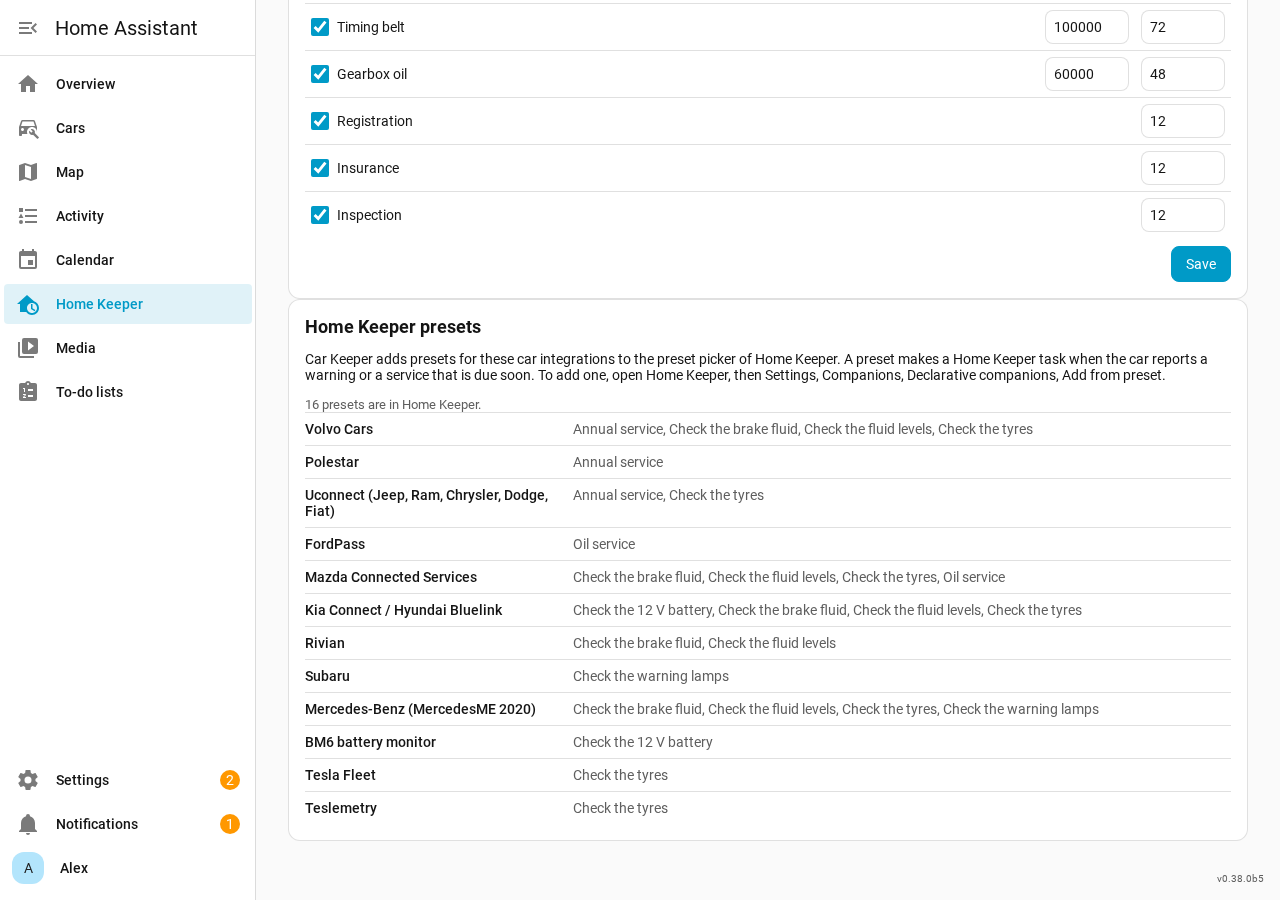 Home Assistant
Overview
Cars
Map
Activity
Calendar
Home Keeper
Media
To-do lists
Settings 2
Notifications 1
A Alex
Timing belt 100000 72
Gearbox oil 60000 48
Registration 12
Insurance 12
Inspection 12
Save
Home Keeper presets
Car Keeper adds presets for these car integrations to the preset picker of Home Keeper. A preset makes a Home Keeper task when the car reports a
warning or a service that is due soon. To add one, open Home Keeper, then Settings, Companions, Declarative companions, Add from preset.
16 presets are in Home Keeper.
Volvo Cars Annual service, Check the brake fluid, Check the fluid levels, Check the tyres
Polestar Annual service
Uconnect (Jeep, Ram, Chrysler, Dodge, Annual service, Check the tyres
Fiat)
FordPass Oil service
Mazda Connected Services Check the brake fluid, Check the fluid levels, Check the tyres, Oil service
Kia Connect / Hyundai Bluelink Check the 12 V battery, Check the brake fluid, Check the fluid levels, Check the tyres
Rivian Check the brake fluid, Check the fluid levels
Subaru Check the warning lamps
Mercedes-Benz (MercedesME 2020) Check the brake fluid, Check the fluid levels, Check the tyres, Check the warning lamps
BM6 battery monitor Check the 12 V battery
Tesla Fleet Check the tyres
Teslemetry Check the tyres
v0.38.0b5